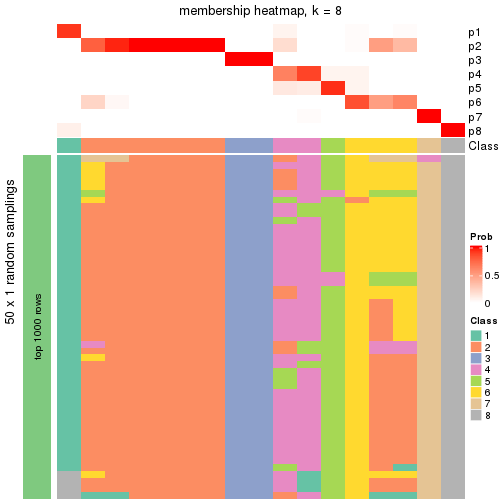 membership heatmap, k = 8
p1
p2
p3
p4
p5
p6
p7
p8
Class
50 x 1 random samplings
top 1000 rows
Prob
1
0.5
0
Class
1
2
3
4
5
6
7
8